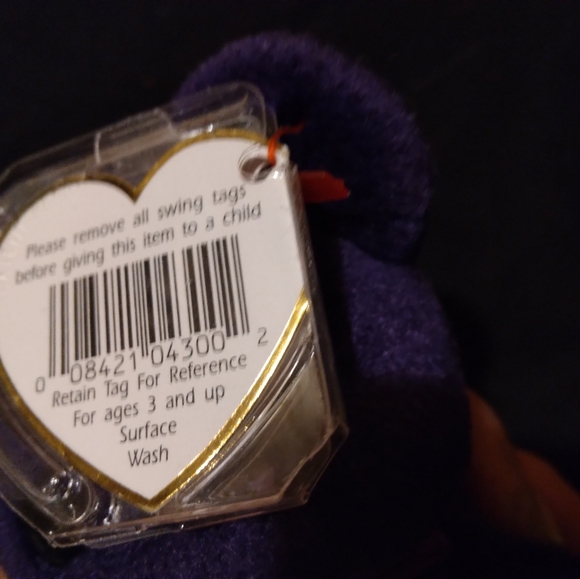 Please remove all swing tags
before giving this item to a child
0 08421 04300 2
Retain Tag For Reference
For ages 3 and up
Surface
Wash